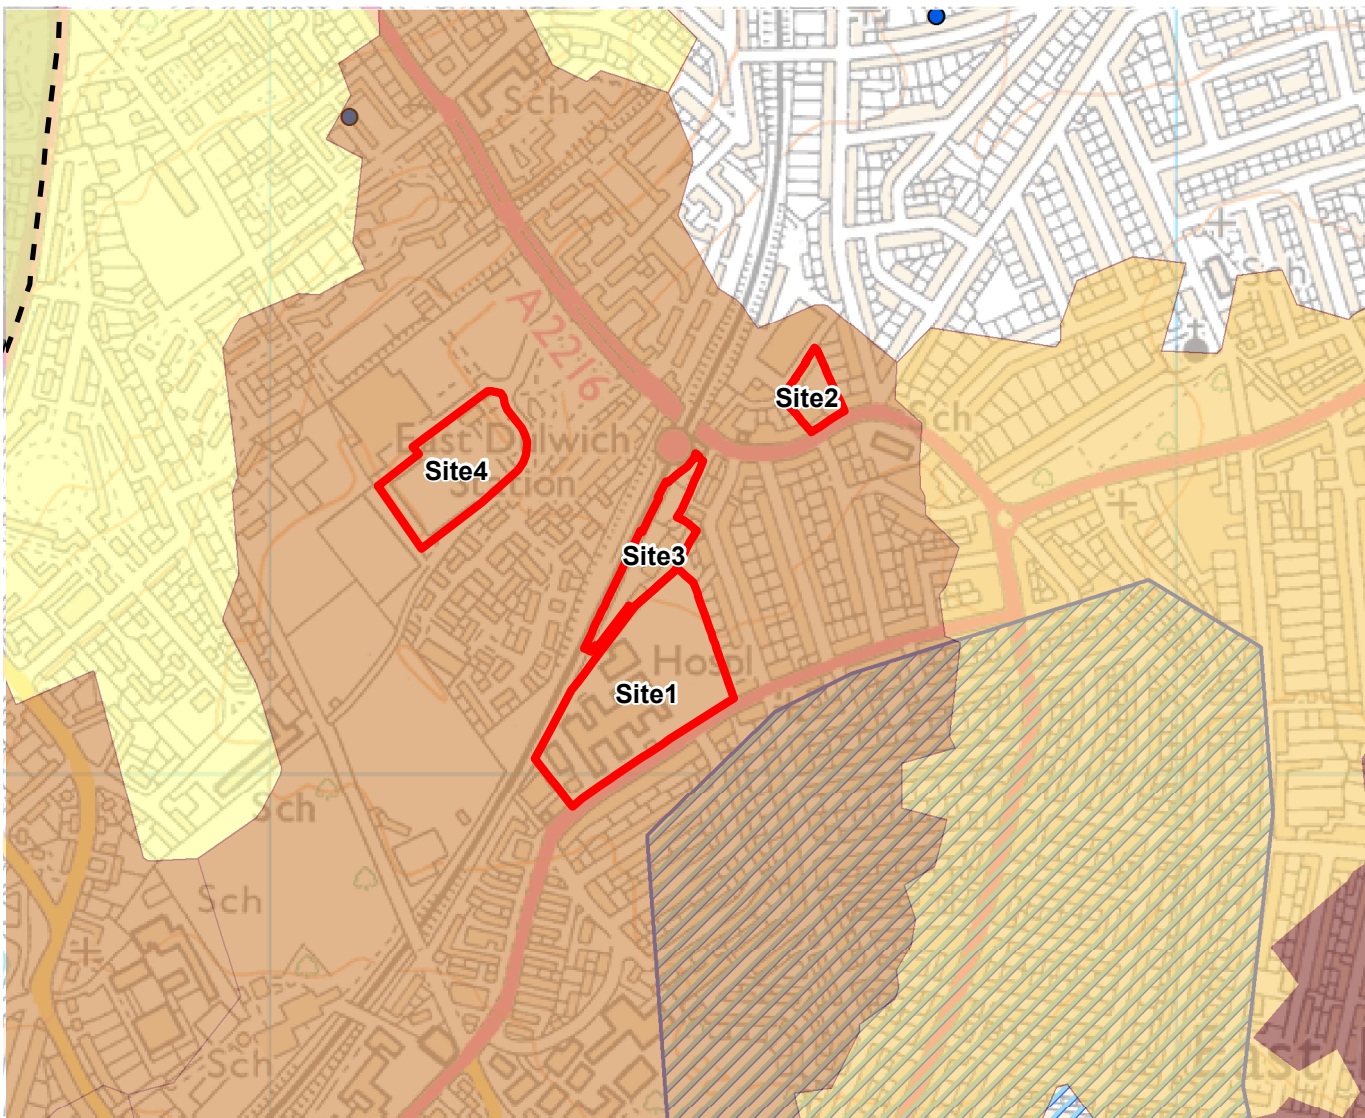 Sch
A2216
Sch
Site2
Sch
East Dulwich
Site4
Station
Site3
Hospl
Site1
Sch
Sch
Sch
East